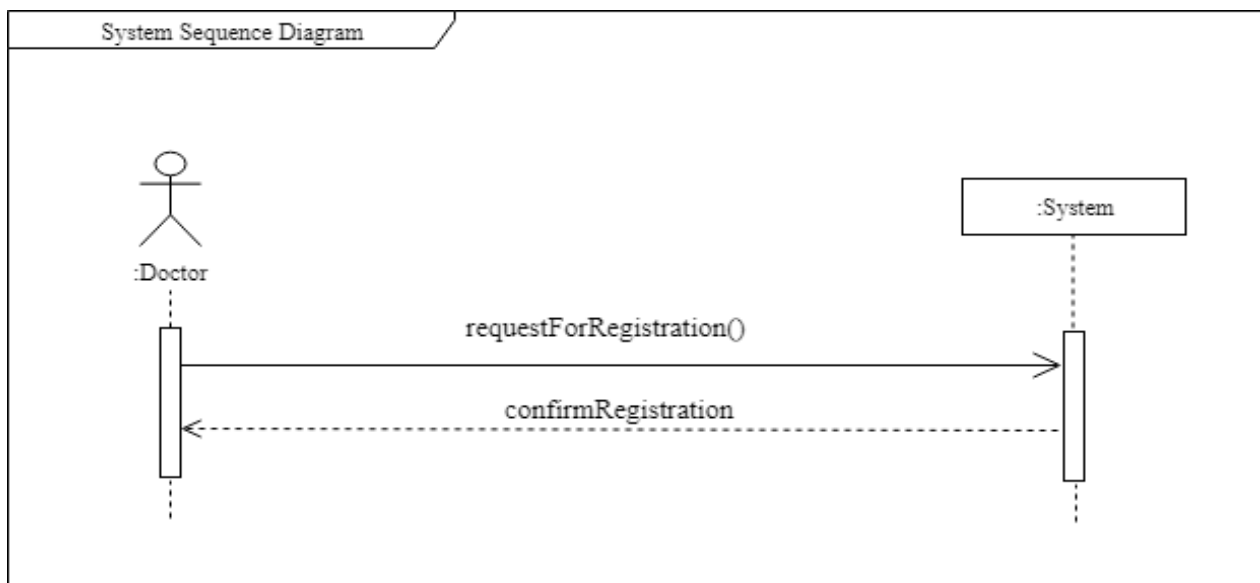 System Sequence Diagram
:System
:Doctor
requestForRegistration()
confirmRegistration